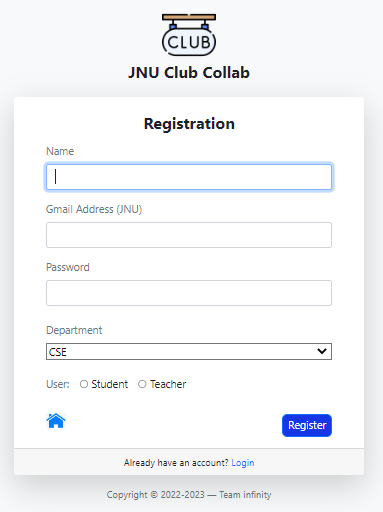 CLUB
JNU Club Collab
Registration
Name
Gmail Address (JNU)
Password
Department
CSE
User: Student Teacher
Register
Already have an account? Login
Copyright © 2022-2023 — Team infinity